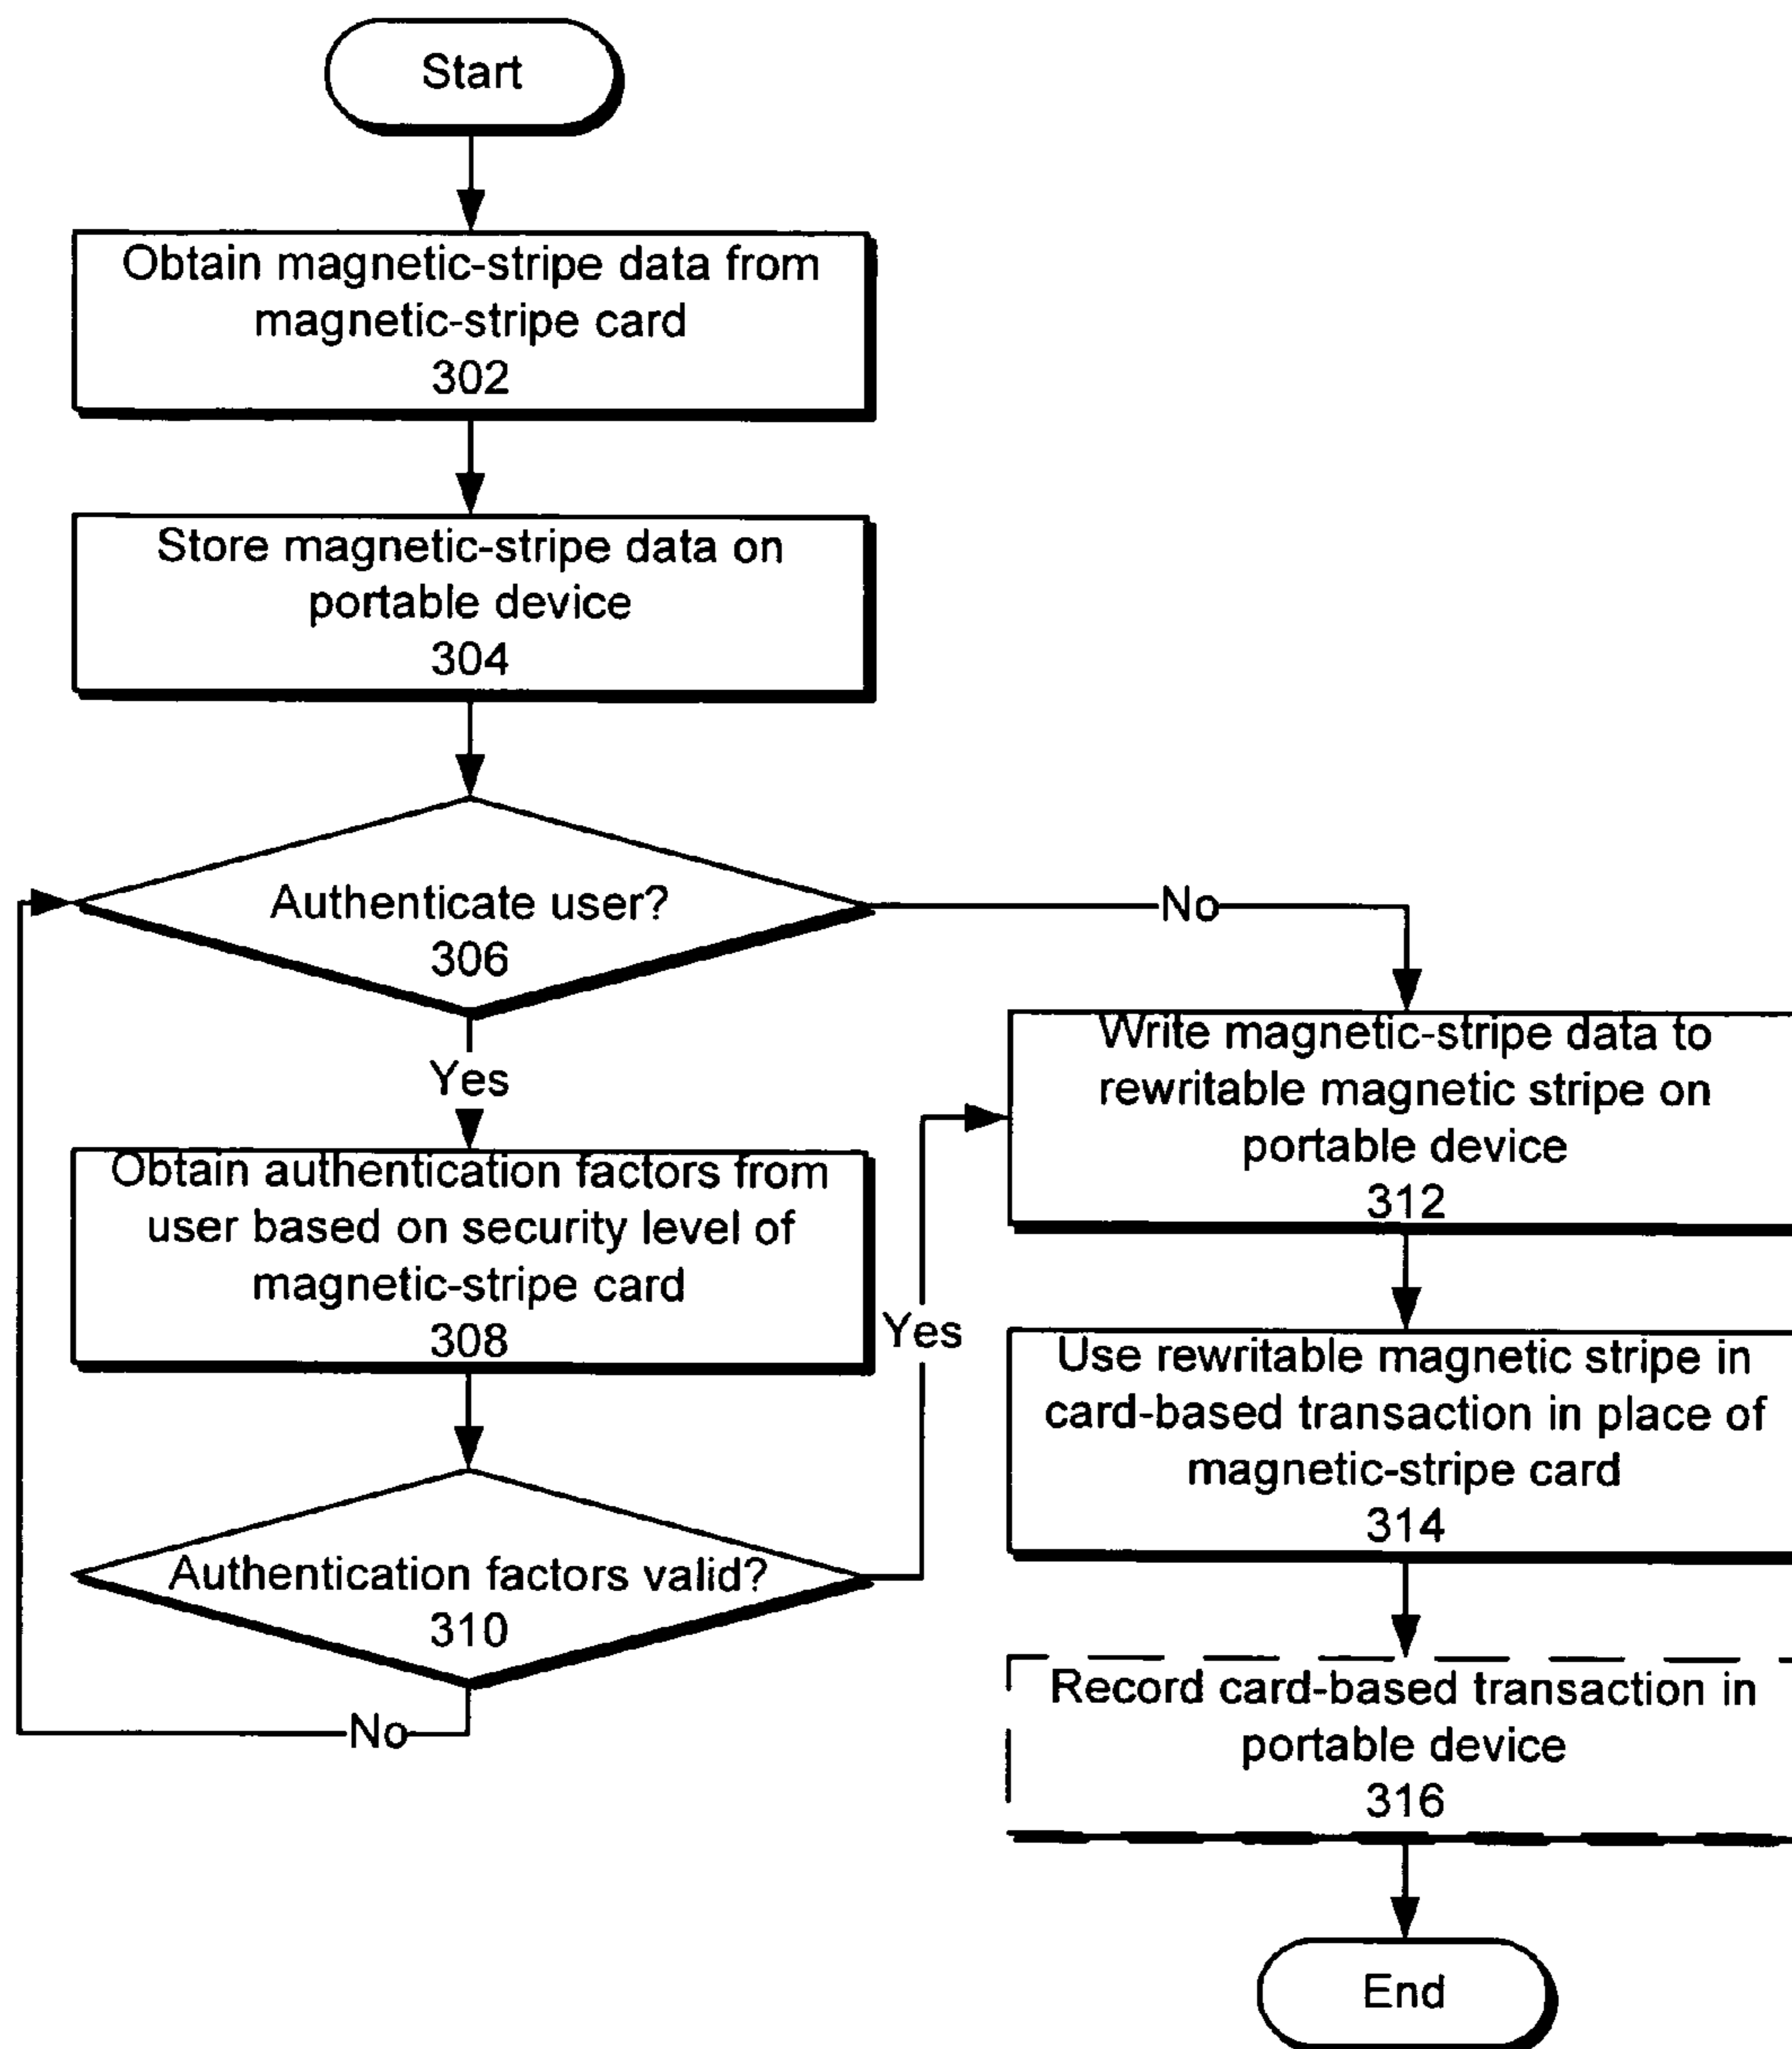 Start
Obtain magnetic-stripe data from
magnetic-stripe card
302
Store magnetic-stripe data on
portable device
304
Authenticate user?
306
No
Yes
Obtain authentication factors from
user based on security level of
magnetic-stripe card
308
Authentication factors valid?
310
No
Yes
Write magnetic-stripe data to
rewritable magnetic stripe on
portable device
312
Use rewritable magnetic stripe in
card-based transaction in place of
magnetic-stripe card
314
Record card-based transaction in
portable device
316
End